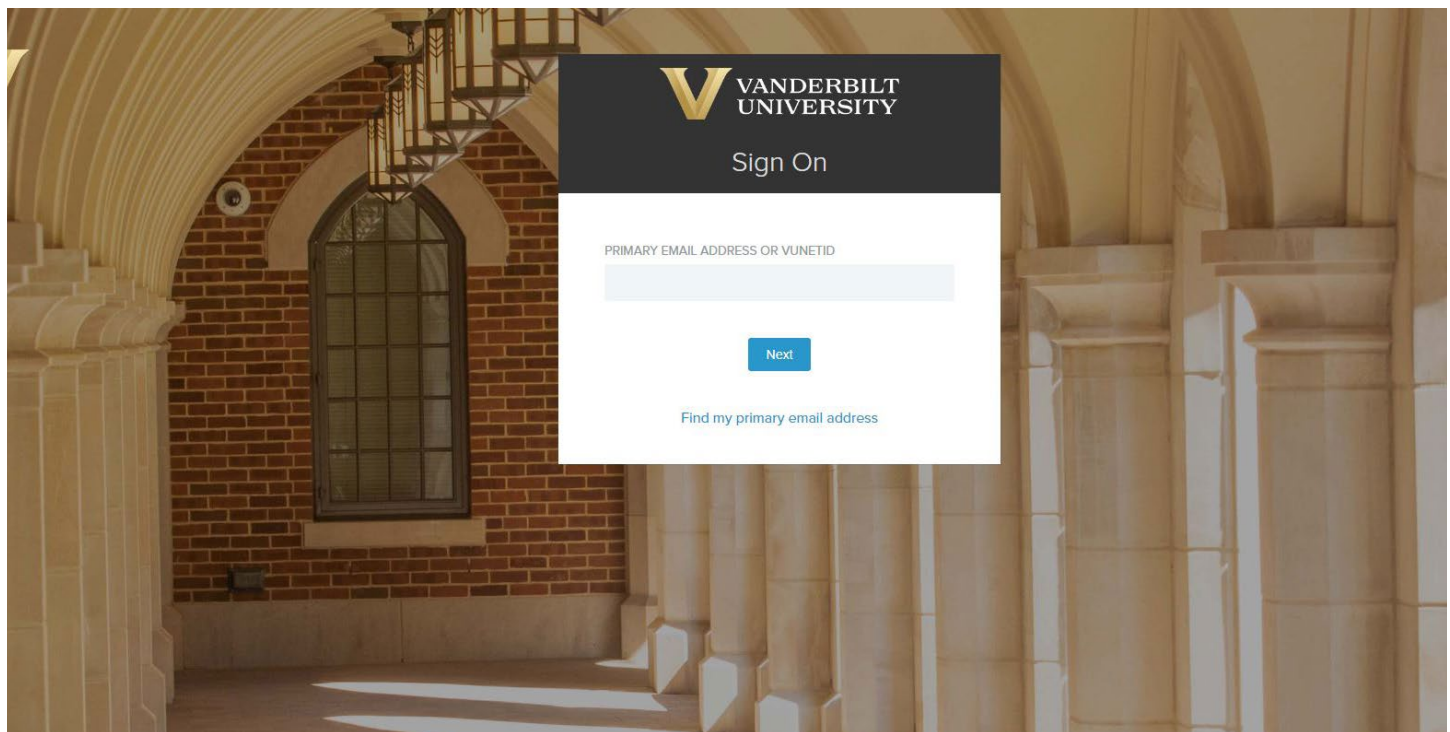 VANDERBILT
UNIVERSITY
Sign On
PRIMARY EMAIL ADDRESS OR VUNETID
Next
Find my primary email address